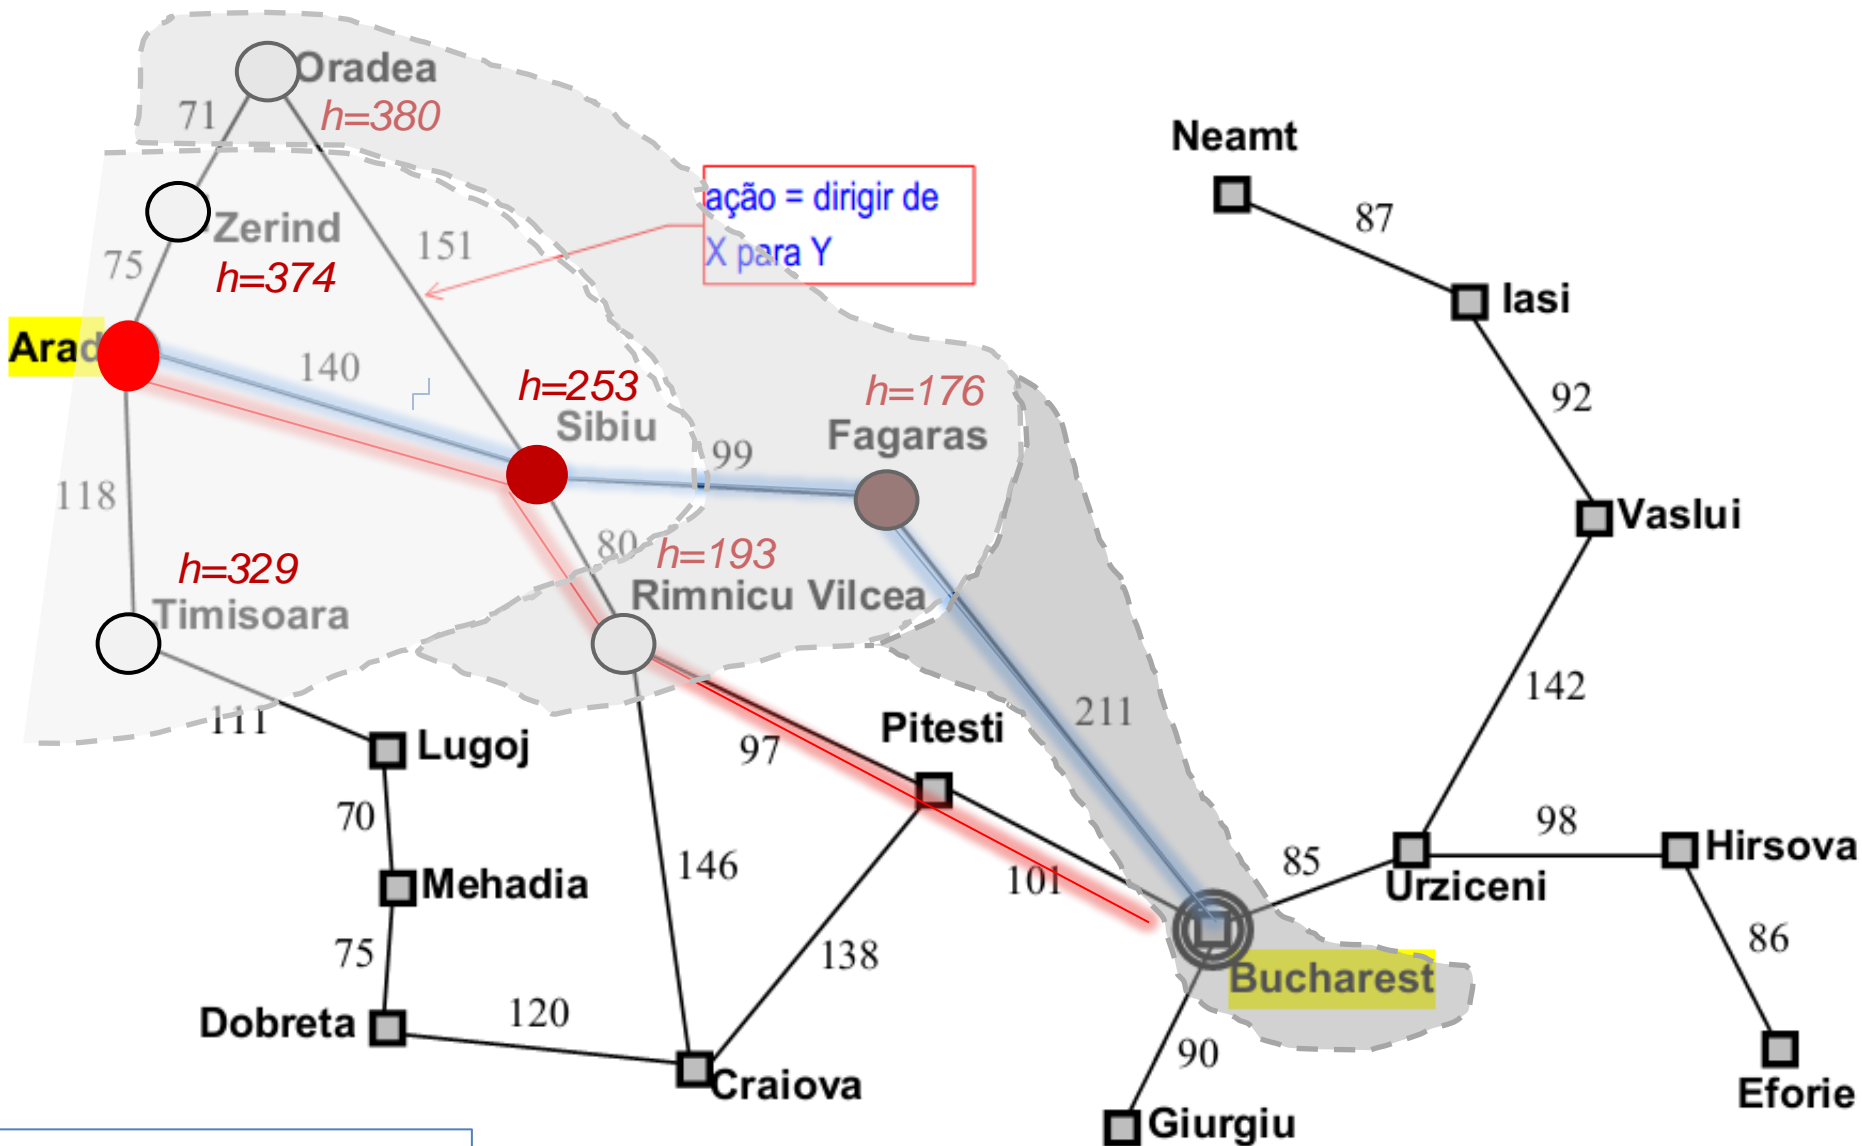 Oradea
h=380
71
Neamt
ação = dirigir de
X para Y
87
Zerind
h=374
151
75
Iasi
Arad
140
h=253
Sibiu
h=176
Fagaras
99
92
118
Vaslui
80
h=193
Rimnicu Vilcea
h=329
Timisoara
142
211
111
Lugoj
97
Pitesti
70
146
101
85
98
Hirsova
Urziceni
Mehadia
75
138
86
Bucharest
Dobreta
120
90
Craiova
Eforie
Giurgiu